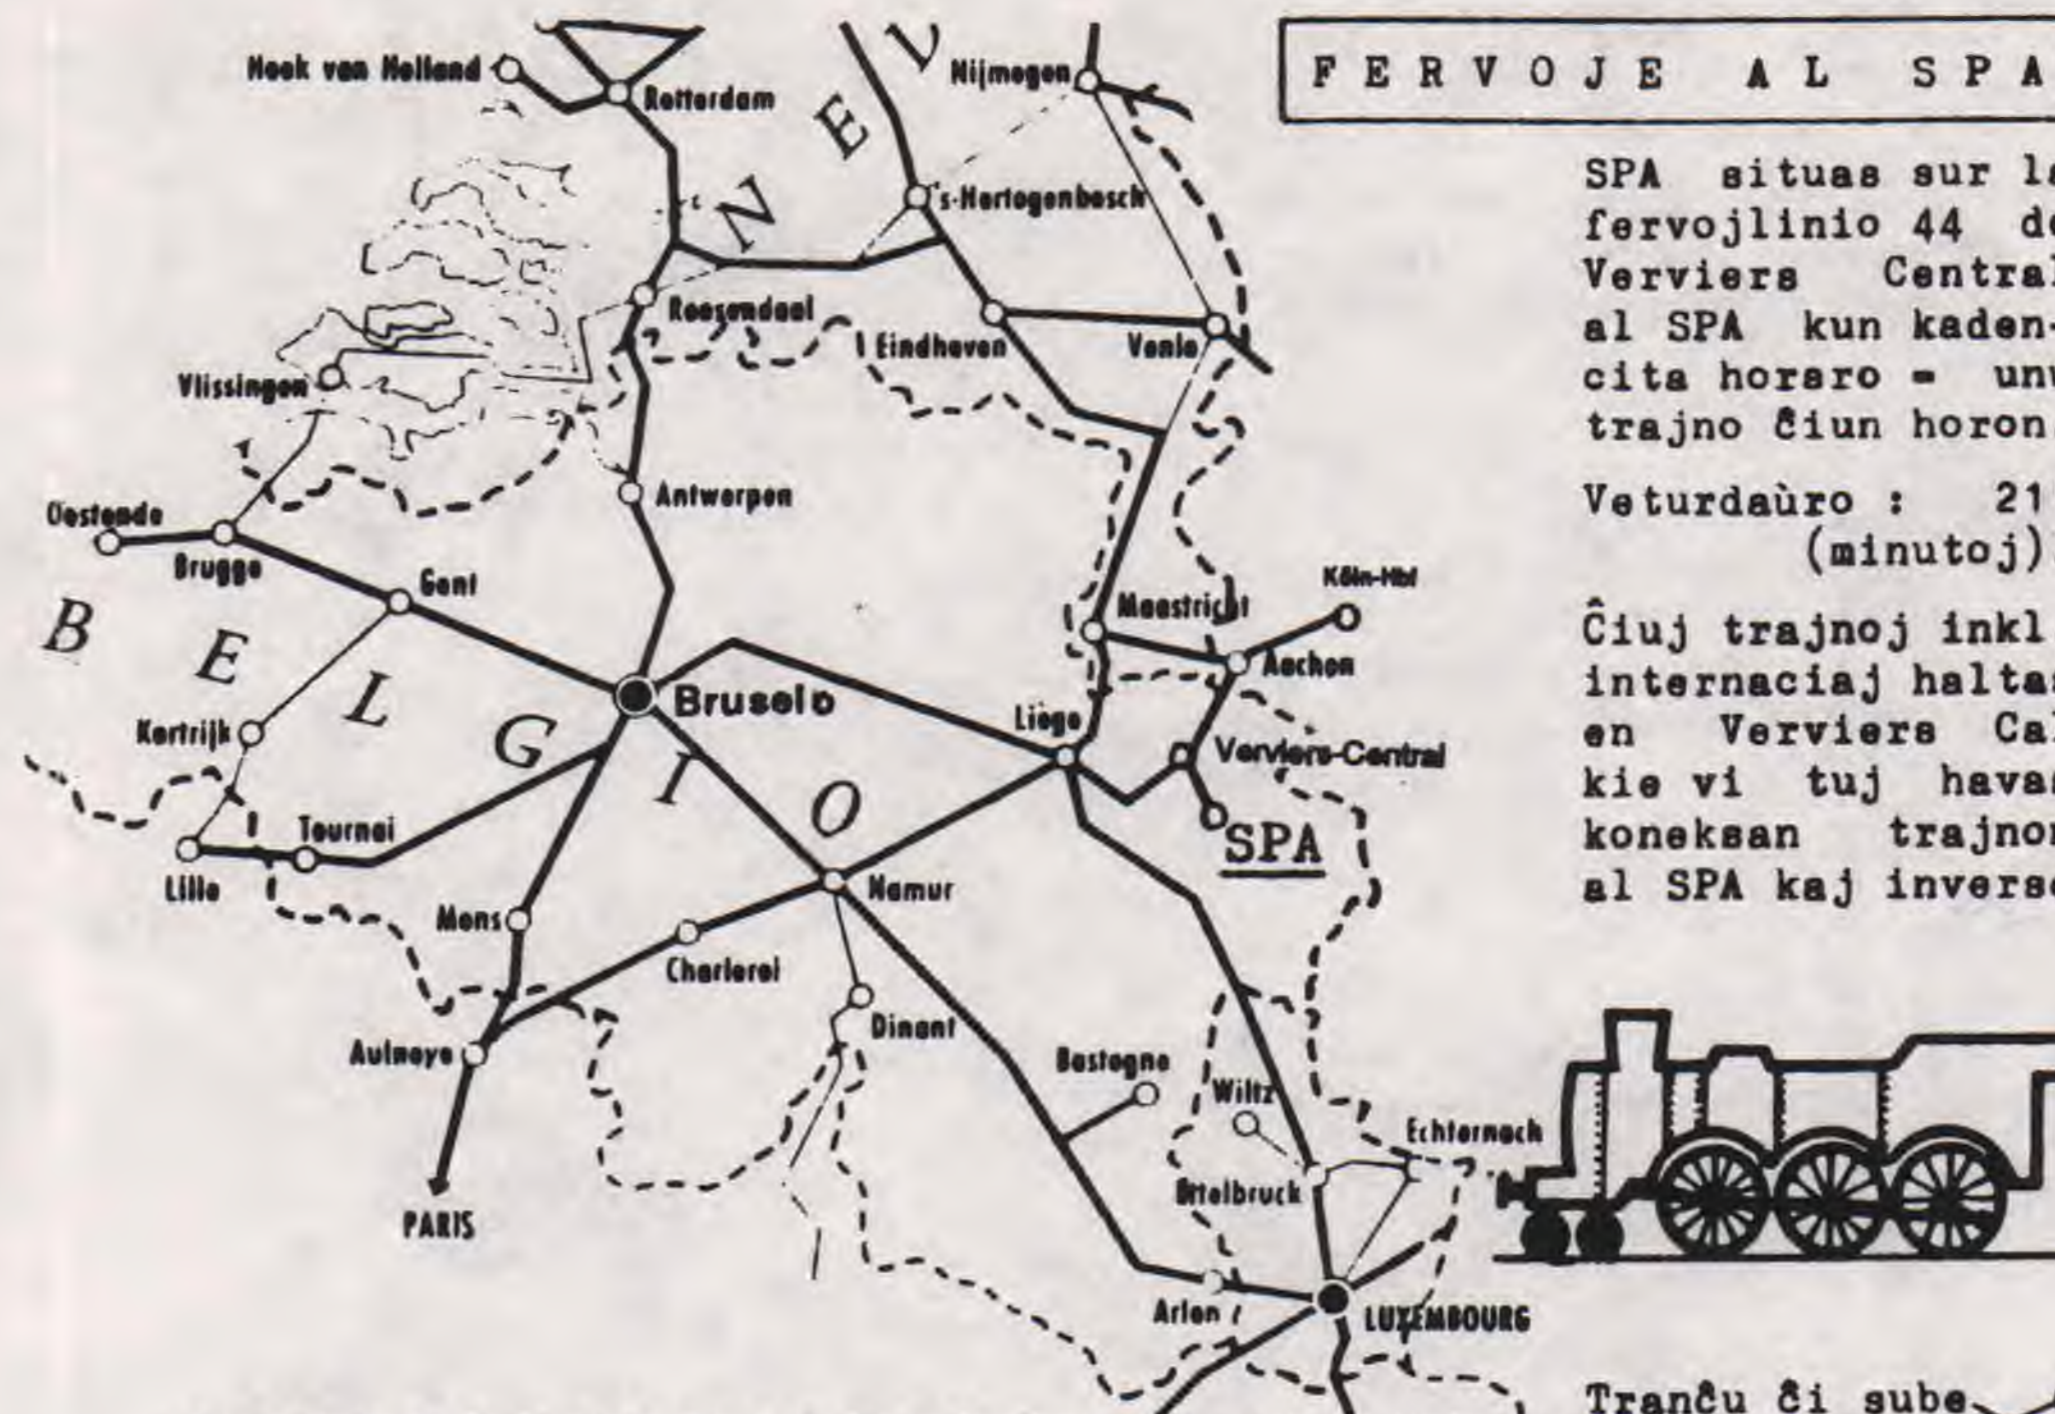 FERVOJE AL SPA
SPA situas sur la
fervojlinio 44 de
Verviers Central
al SPA kun kaden-
cita horaro - unu
trajno ĉiun horon
Veturdaùro : 21
(minutoj)
Ĉiuj trajnoj inkl
internaciaj haltas
en Verviers
kie vi tuj havas
koneksan trajnon
al SPA kaj inverse
Tranĉu ĉi sube
Hoek van Holland
Rotterdam
Nijmegen
's-Hertogenbosch
Roosendaal
Eindhoven
Venlo
Vlissingen
Antwerpen
Oostende
Brugge
Gent
Maastricht
Köln-Hbf
Aachen
Bruselo
Liège
Verviers-Central
SPA
Kortrijk
Tournai
Lille
Mons
Namur
Charleroi
Dinant
Aulnoye
Bastogne
Wiltz
Echternach
Ettelbruck
PARIS
Arlon
LUXEMBOURG
BELGIO
N E L